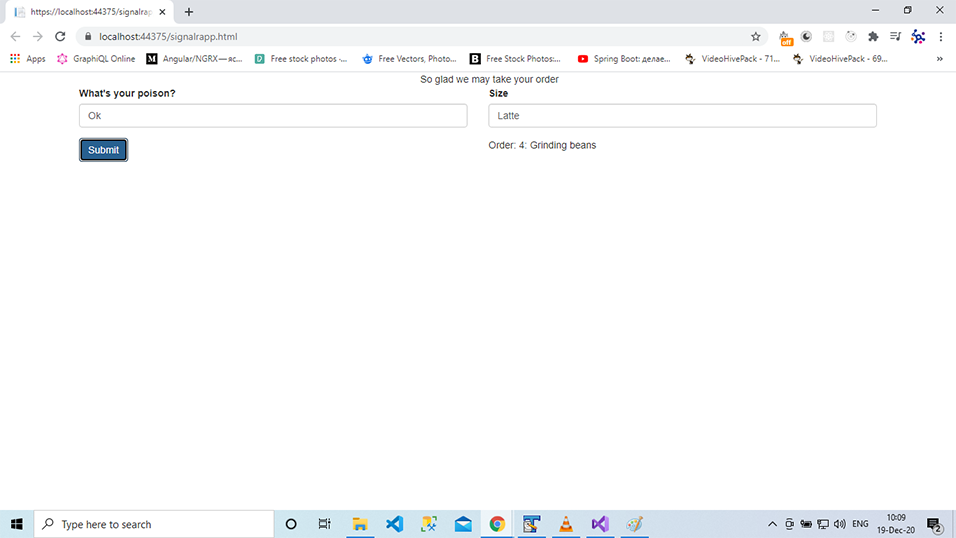 https://localhost:44375/signalrap
localhost:44375/signalrapp.html
off
Apps
GraphiQL Online
M
Angular/NGRX — яс...
D
Free stock photos -...
Free Vectors, Photo...
B
Free Stock Photos:...
Spring Boot: делае...
VideoHivePack - 71...
VideoHivePack - 69...
»
So glad we may take your order
What's your poison?
Size
Ok
Latte
Submit
Order: 4: Grinding beans
Type here to search
ENG
10:09
19-Dec-20
2